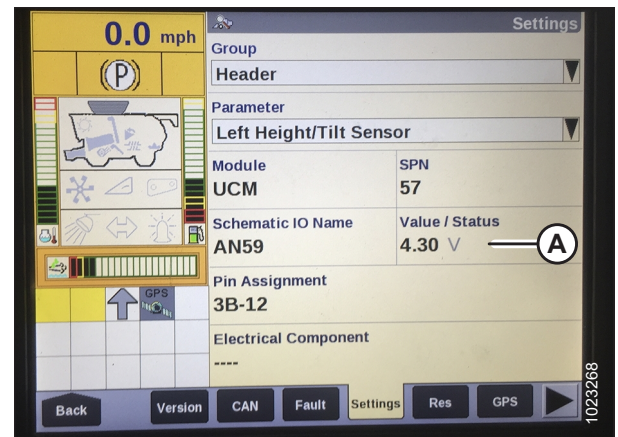 0.0 mph
(P)
GPS
Settings
Group
Header
Parameter
Left Height/Tilt Sensor
Module
UCM
SPN
57
Schematic IO Name
AN59
Value / Status
4.30 V
A
Pin Assignment
3B-12
Electrical Component
----
Back
Version
CAN
Fault
Settings
Res
GPS
1023268